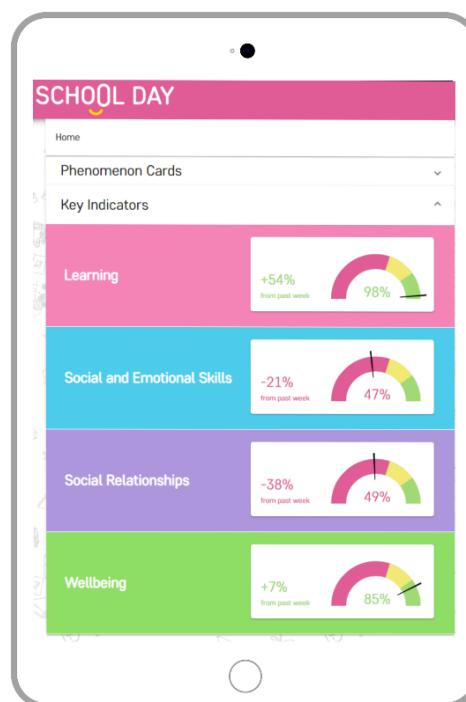 SCHOOL DAY
Home
Phenomenon Cards
Key Indicators
Learning
+54%
from past week
98%
Social and Emotional Skills
-21%
from past week
47%
Social Relationships
-38%
from past week
49%
Wellbeing
+7%
from past week
85%